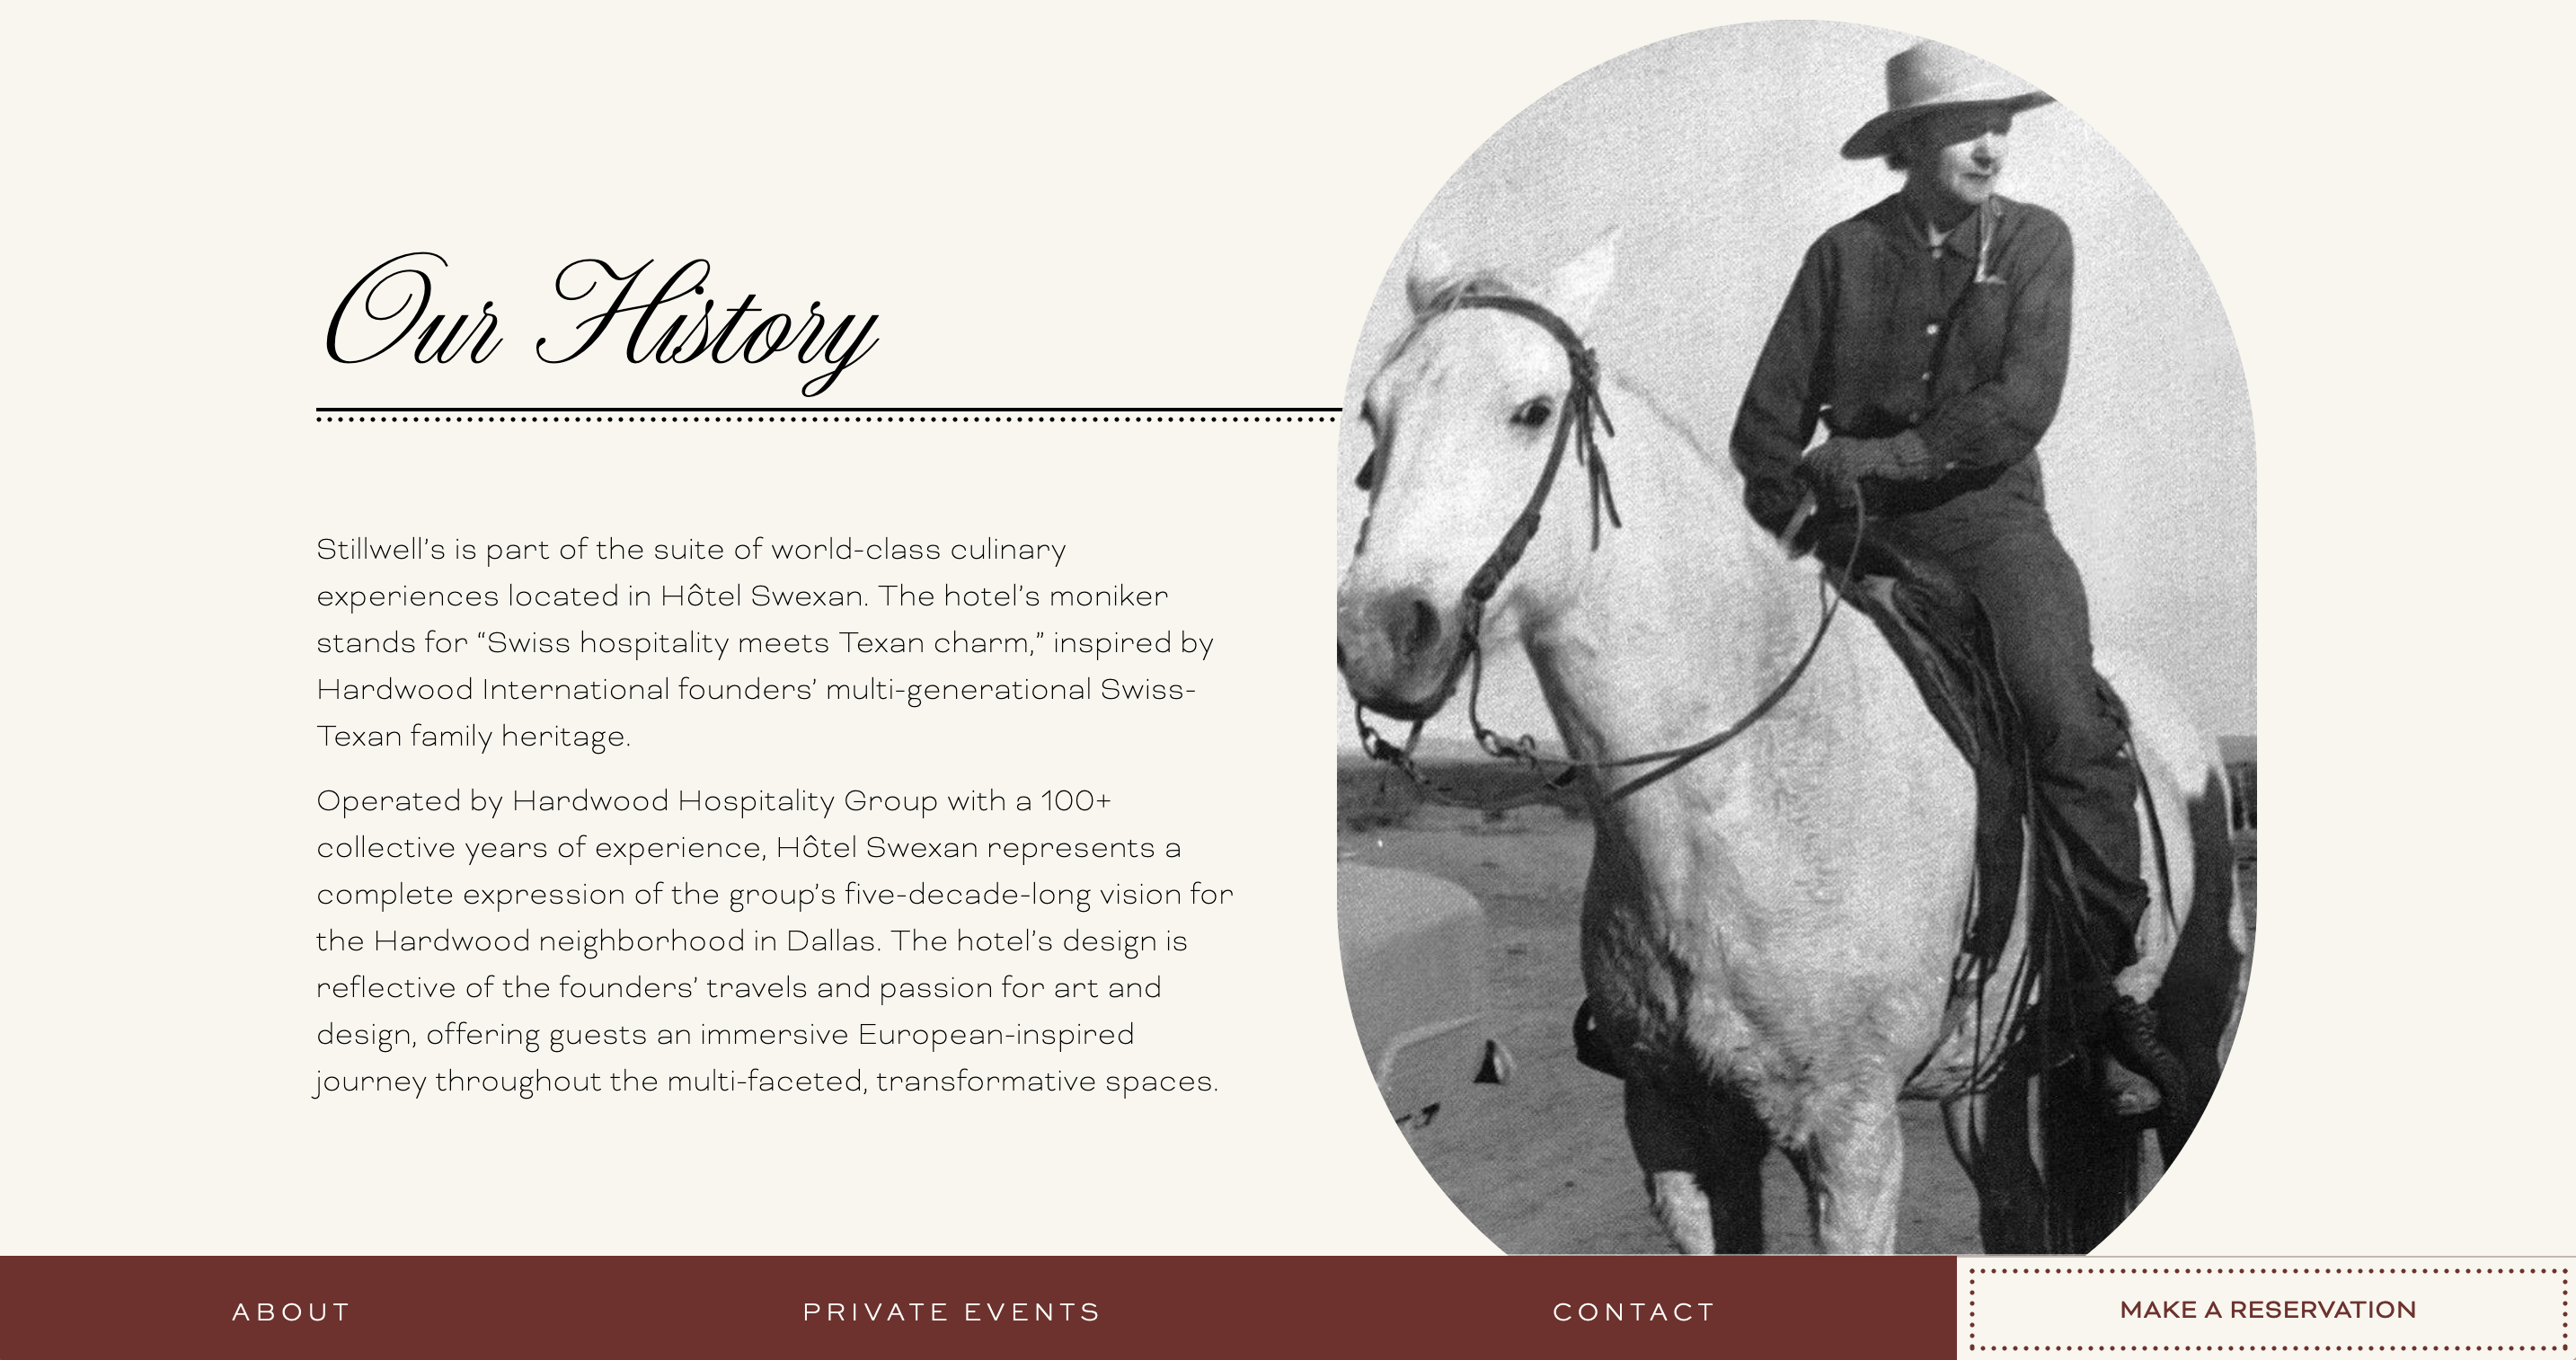 Our History
Stillwell’s is part of the suite of world-class culinary
experiences located in Hôtel Swexan. The hotel’s moniker
stands for “Swiss hospitality meets Texan charm,” inspired by
Hardwood International founders’ multi-generational Swiss-
Texan family heritage.
Operated by Hardwood Hospitality Group with a 100+
collective years of experience, Hôtel Swexan represents a
complete expression of the group’s five-decade-long vision for
the Hardwood neighborhood in Dallas. The hotel’s design is
reflective of the founders’ travels and passion for art and
design, offering guests an immersive European-inspired
journey throughout the multi-faceted, transformative spaces.
ABOUT
PRIVATE EVENTS
CONTACT
MAKE A RESERVATION